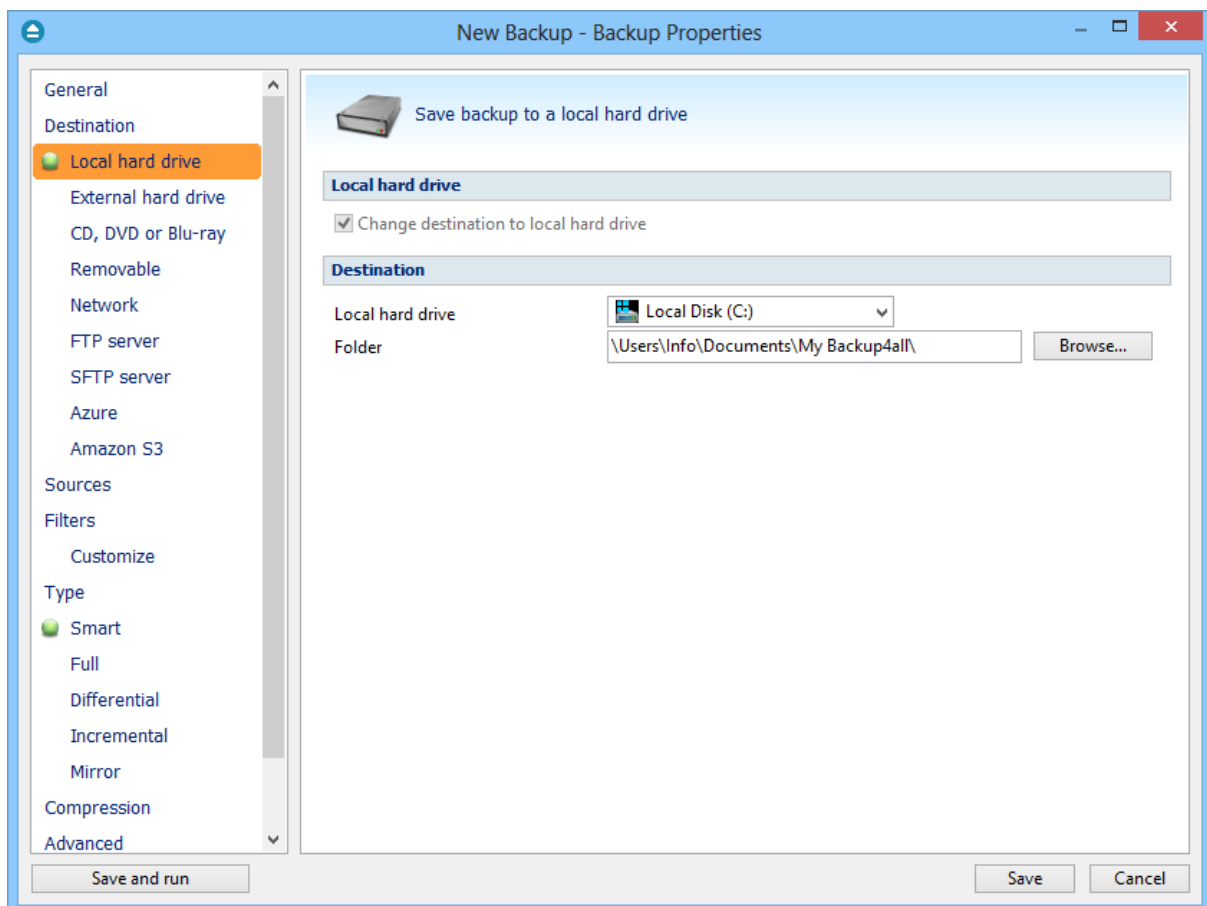 New Backup - Backup Properties
General
Destination
Local hard drive
External hard drive
CD, DVD or Blu-ray
Removable
Network
FTP server
SFTP server
Azure
Amazon S3
Sources
Filters
Customize
Type
Smart
Full
Differential
Incremental
Mirror
Compression
Advanced
Save backup to a local hard drive
Local hard drive
Change destination to local hard drive
Destination
Local hard drive Local Disk (C:)
Folder \Users\Info\Documents\My Backup4all\ Browse...
Save and run Save Cancel